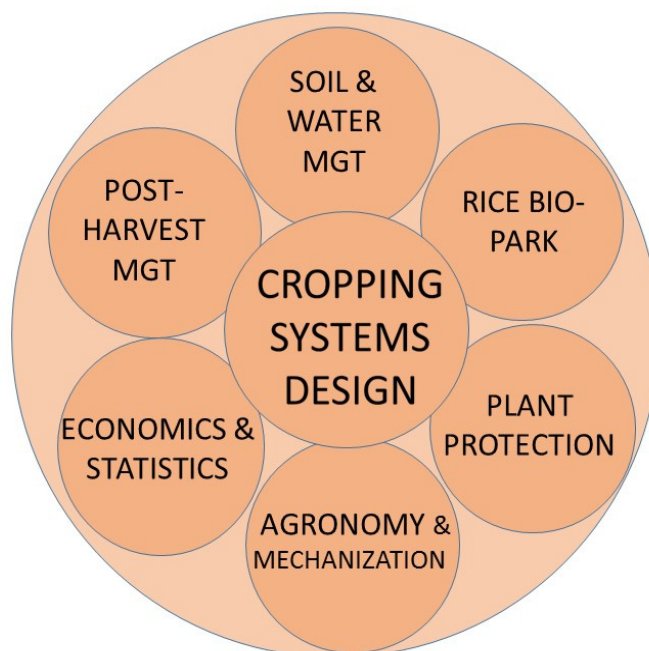 SOIL &
WATER
MGT
POST-
HARVEST
MGT
RICE BIO-
PARK
CROPPING
SYSTEMS
DESIGN
ECONOMICS &
STATISTICS
PLANT
PROTECTION
AGRONOMY &
MECHANIZATION